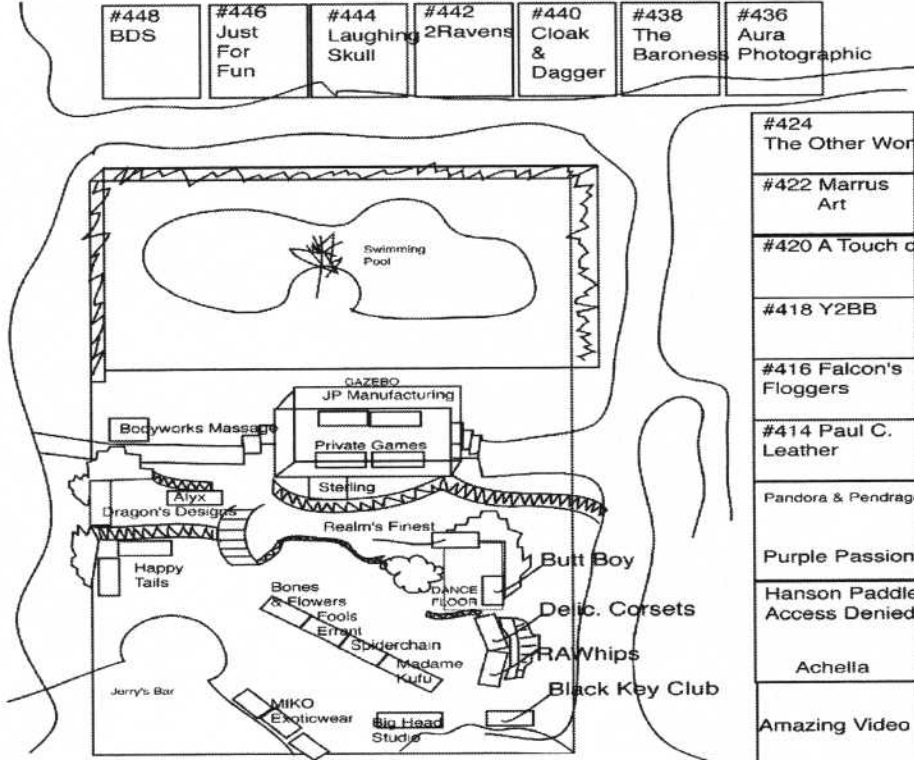 #448
BDS
#446
Just
For
Fun
#444
Laughing
Skull
#442
2Ravens
#440
Cloak
&
Dagger
#438
The
Baroness
#436
Aura
Photographic
#424
The Other
#422 Marrus
Art
#420 A Touch
#418 Y2BB
#416 Falcon's
Floggers
#414 Paul C.
Leather
Pandora &
Purple Passion
Hanson
Access Denied
Achella
Amazing Video
Swimming
Pool
GAZEBO
JP Manufacturing
Private Games
Sterling
Bodyworks Massage
Alyx
Dragon's Designs
Realm's Finest
Happy
Tails
DANCE
FLOOR
Butt Boy
Bones
& Flowers
Fools
Errant
Spiderchain
Madame
Kufu
Delic. Corsets
RAWhips
Black Key Club
Jerry's Bar
MIKO
Exoticwear
Big Head
Studio